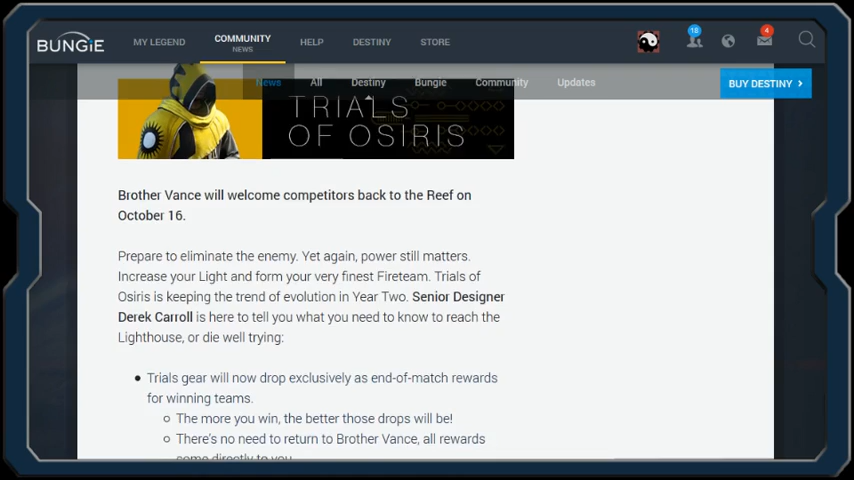 BUNGiE MY LEGEND COMMUNITY HELP DESTINY STORE 18 4
NEWS
News All Destiny Bungie Community Updates BUY DESTINY
TRIALS
OF OSIRIS
Brother Vance will welcome competitors back to the Reef on
October 16.
Prepare to eliminate the enemy. Yet again, power still matters.
Increase your Light and form your very finest Fireteam. Trials of
Osiris is keeping the trend of evolution in Year Two. Senior Designer
Derek Carroll is here to tell you what you need to know to reach the
Lighthouse, or die well trying:
Trials gear will now drop exclusively as end-of-match rewards
for winning teams.
The more you win, the better those drops will be!
There's no need to return to Brother Vance, all rewards
come directly to you